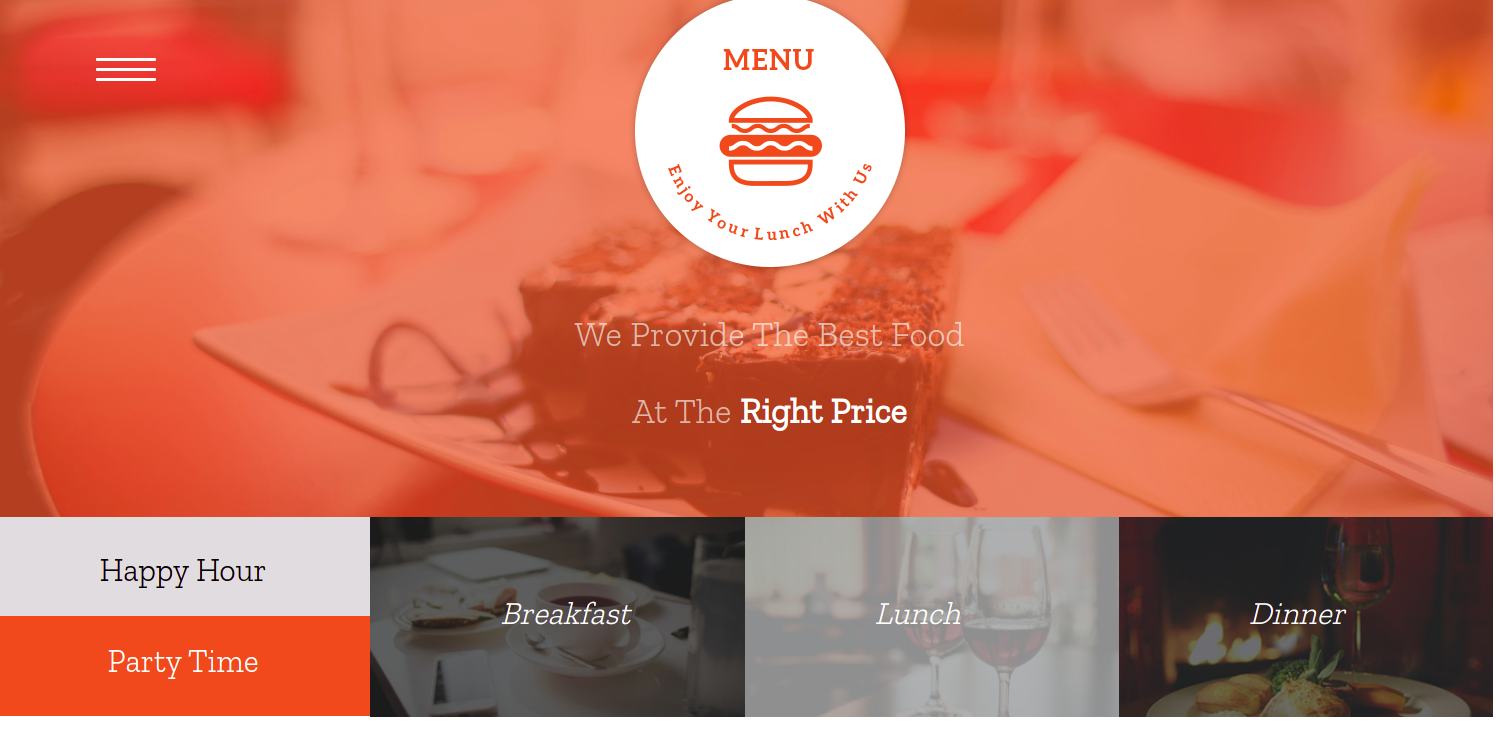 MENU
Enjoy Your Lunch With Us
We Provide The Best Food
At The Right Price
Happy Hour
Party Time
Breakfast
Lunch
Dinner